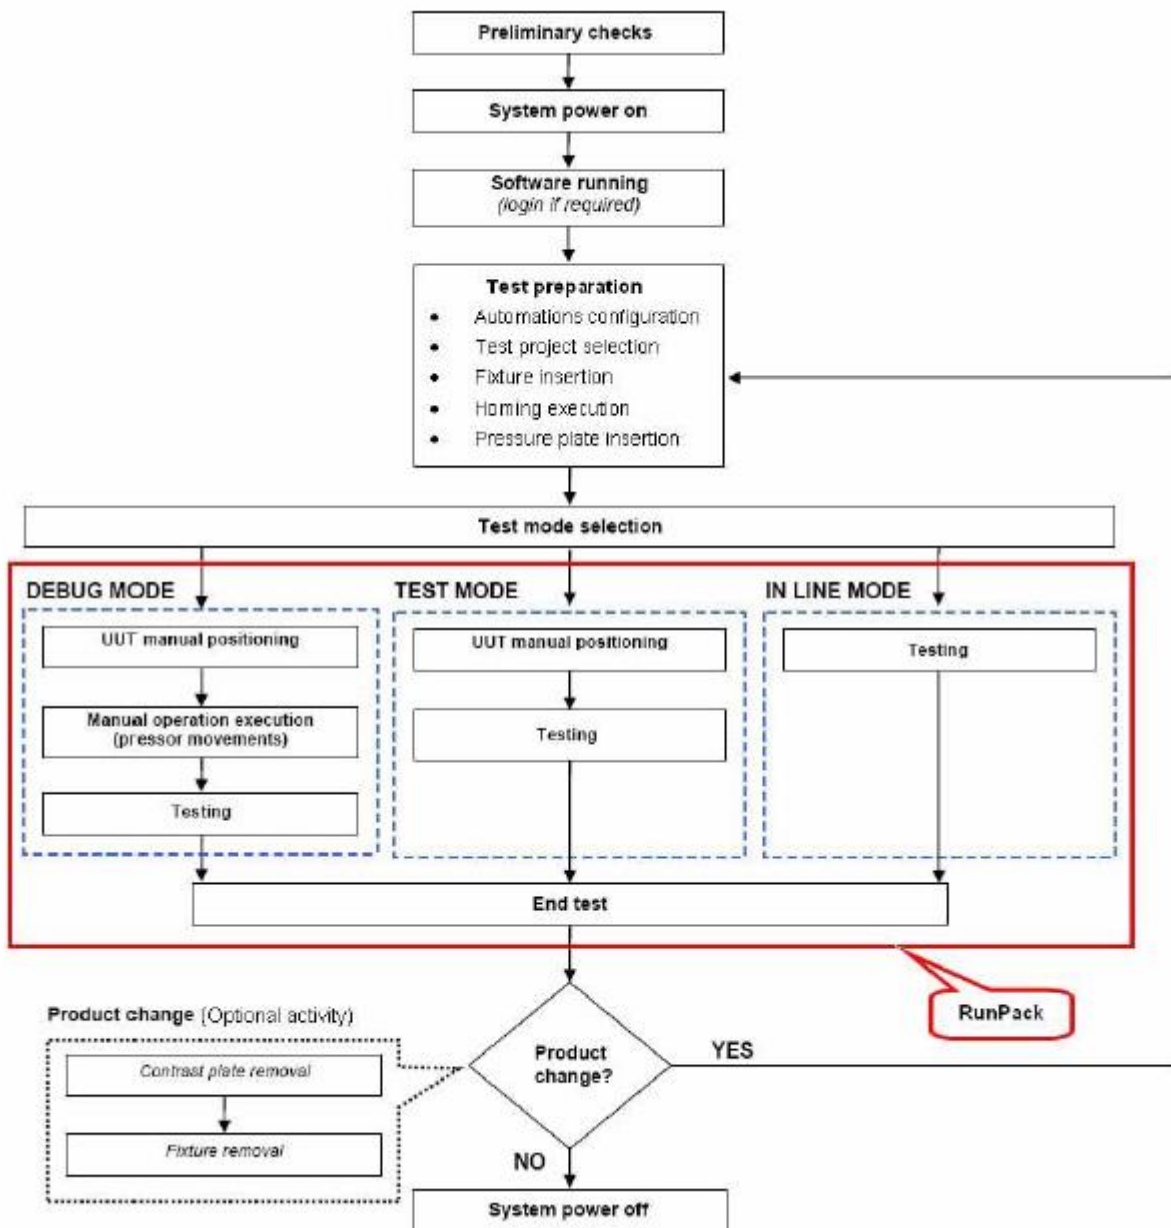 Preliminary checks
System power on
Software running
(login if required)
Test preparation
• Automations configuration
• Test project selection
• Fixture insertion
• Homing execution
• Pressure plate insertion
Test mode selection
DEBUG MODE
UUT manual positioning
Manual operation execution
(pressor movements)
Testing
TEST MODE
UUT manual positioning
Testing
IN LINE MODE
Testing
End test
RunPack
Product change (Optional activity)
Contrast plate removal
Fixture removal
Product
change?
YES
NO
System power off